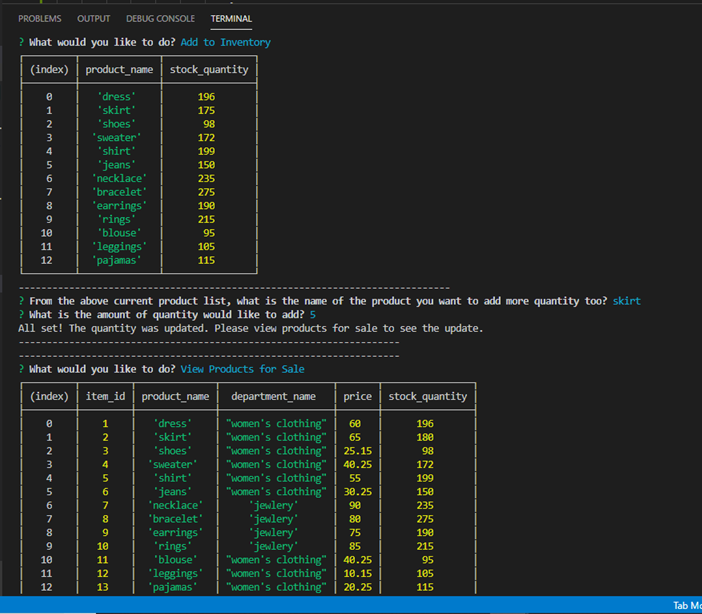 PROBLEMS OUTPUT DEBUG CONSOLE TERMINAL
? What would you like to do? Add to Inventory
(index) product_name stock_quantity
0 'dress' 196
1 'skirt' 175
2 'shoes' 98
3 'sweater' 172
4 'shirt' 199
5 'jeans' 150
6 'necklace' 235
7 'bracelet' 275
8 'earrings' 190
9 'rings' 215
10 'blouse' 95
11 'leggings' 105
12 'pajamas' 115
? From the above current product list, what is the name of the product you want to add more quantity too? skirt
? What is the amount of quantity would like to add? 5
All set! The quantity was updated. Please view products for sale to see the update.
? What would you like to do? View Products for Sale
(index) item_id product_name department_name price stock_quantity
0 1 'dress' "women's clothing" 60 196
1 2 'skirt' "women's clothing" 65 180
2 3 'shoes' "women's clothing" 25.15 98
3 4 'sweater' "women's clothing" 40.25 172
4 5 'shirt' "women's clothing" 55 199
5 6 'jeans' "women's clothing" 30.25 150
6 7 'necklace' 'jewlery' 90 235
7 8 'bracelet' 'jewlery' 80 275
8 9 'earrings' 'jewlery' 75 190
9 10 'rings' 'jewlery' 85 215
10 11 'blouse' "women's clothing" 40.25 95
11 12 'leggings' "women's clothing" 10.15 105
12 13 'pajamas' "women's clothing" 20.25 115
Tab Mo